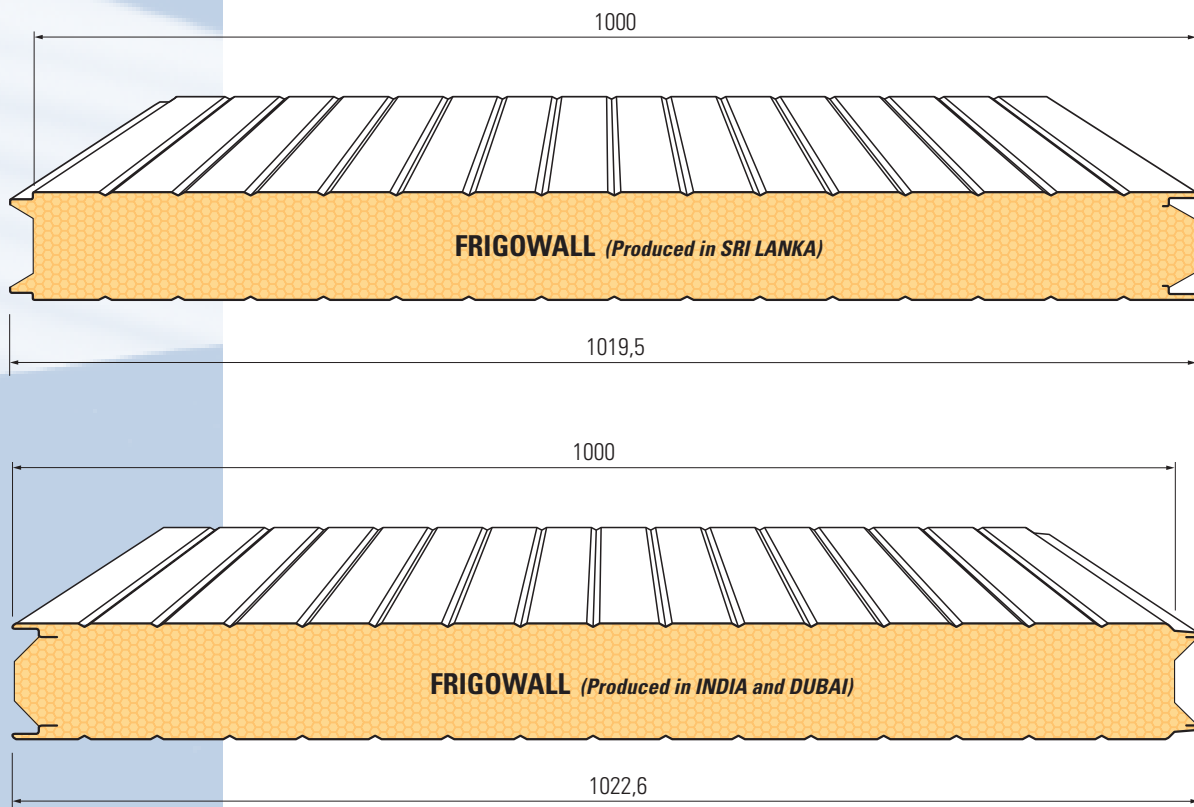 1000
FRIGOWALL (Produced in SRI LANKA)
1019,5
1000
FRIGOWALL (Produced in INDIA and DUBAI)
1022,6